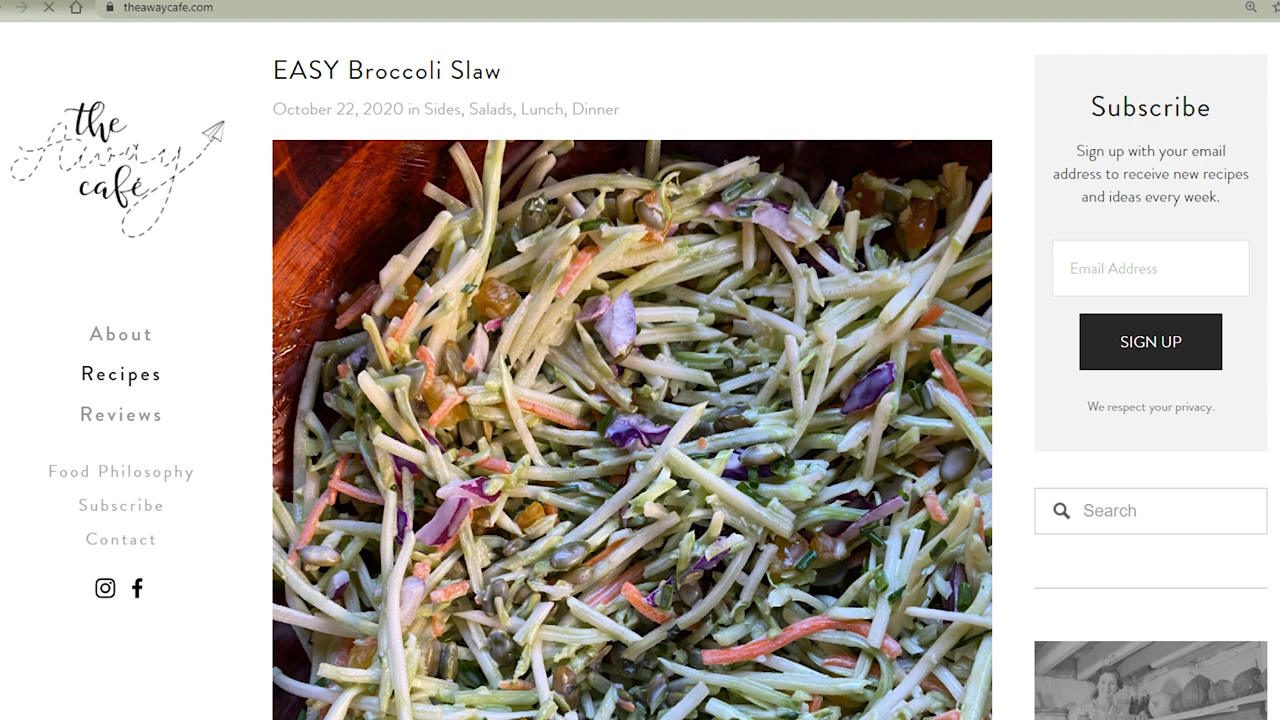 theawaycafe.com
EASY Broccoli Slaw
October 22, 2020 in Sides, Salads, Lunch, Dinner
the
Away
café
About
Recipes
Reviews
Food Philosophy
Subscribe
Contact
Subscribe
Sign up with your email
address to receive new recipes
and ideas every week.
Email Address
SIGN UP
We respect your privacy.
Search